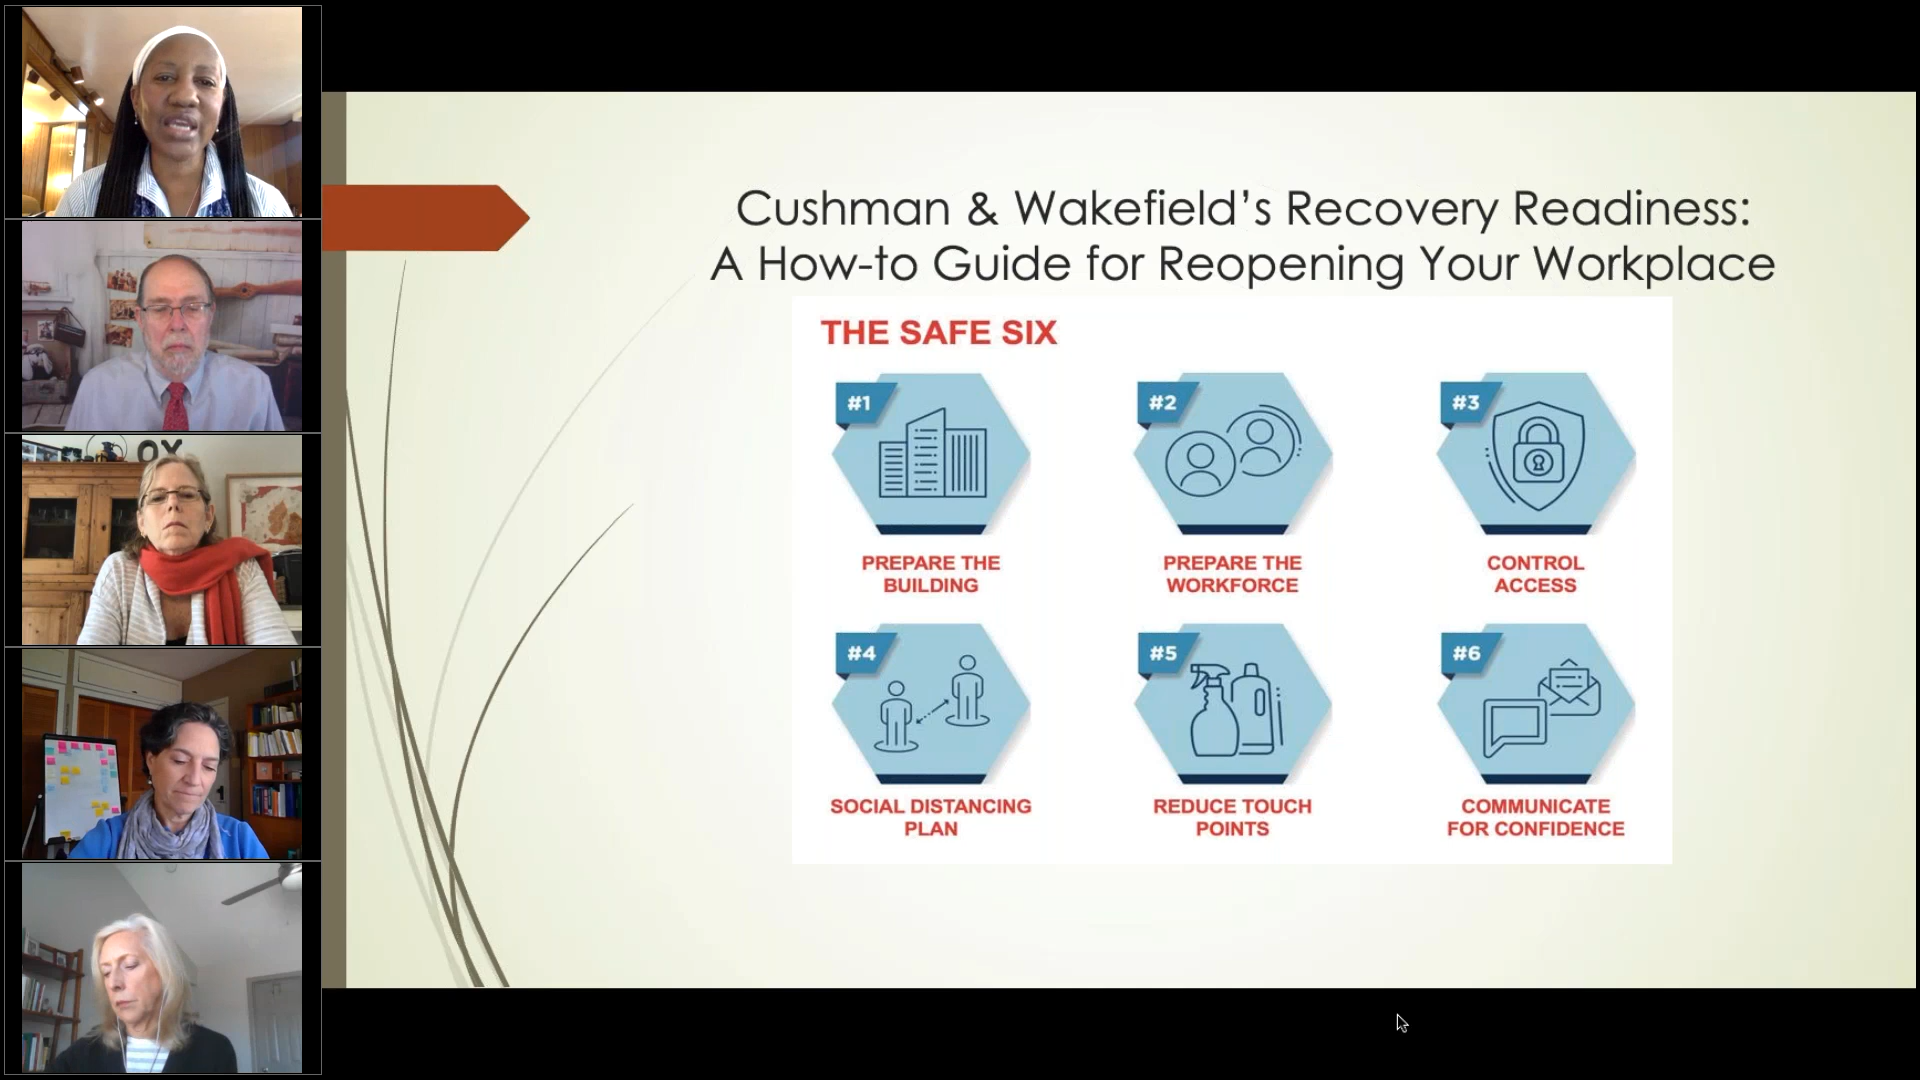 Cushman & Wakefield’s Recovery Readiness:
A How-to Guide for Reopening Your Workplace
THE SAFE SIX
#1
PREPARE THE
BUILDING
#2
PREPARE THE
WORKFORCE
#3
CONTROL
ACCESS
#4
SOCIAL DISTANCING
PLAN
#5
REDUCE TOUCH
POINTS
#6
COMMUNICATE
FOR CONFIDENCE
OX